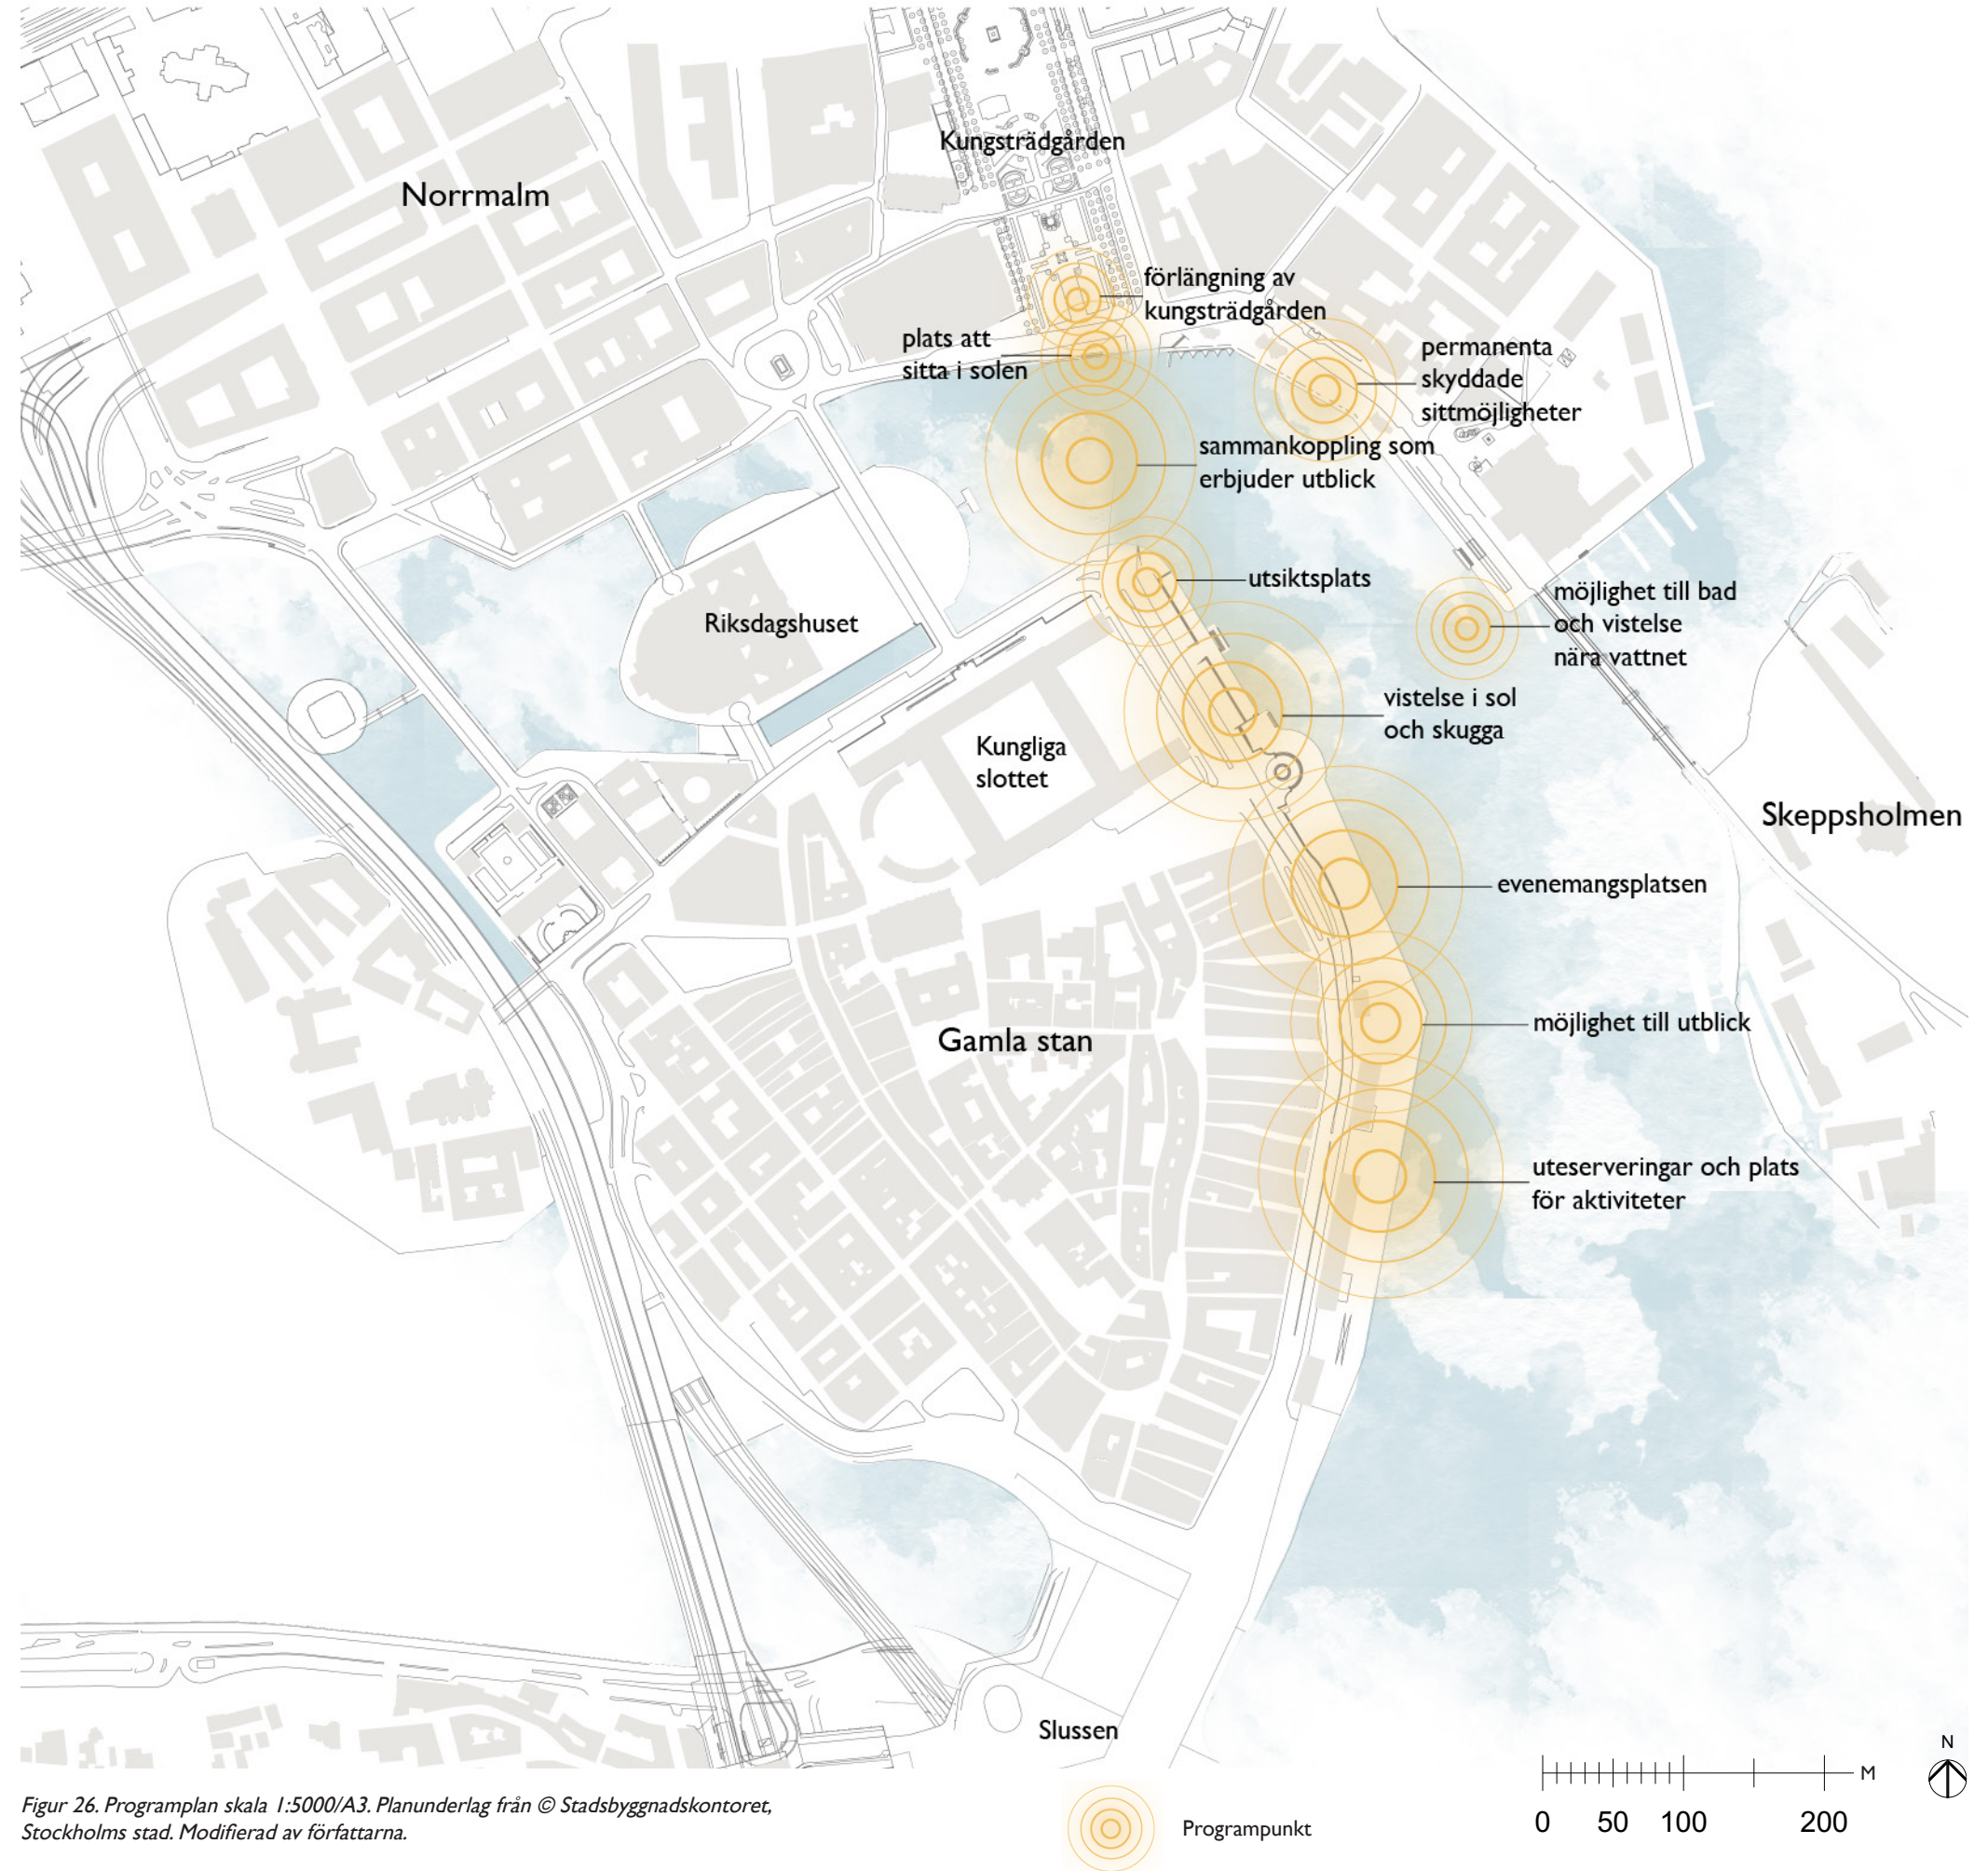 Kungsträdgården
Norrmalm
förlängning av
kungsträdgården
plats att
sitta i solen
permanenta
skyddade
sittmöjligheter
sammankoppling som
erbjuder utblick
utsiktsplats
möjlighet till bad
och vistelse
nära vattnet
Riksdagshuset
vistelse i sol
och skugga
Kungliga
slottet
Skeppsholmen
evenemangsplatsen
möjlighet till utblick
Gamla stan
uteserveringar och plats
för aktiviteter
Slussen
N
M
0 50 100 200
Programpunkt
Figur 26. Programplan skala 1:5000/A3. Planunderlag från © Stadsbyggnadskontoret,
Stockholms stad. Modifierad av författarna.